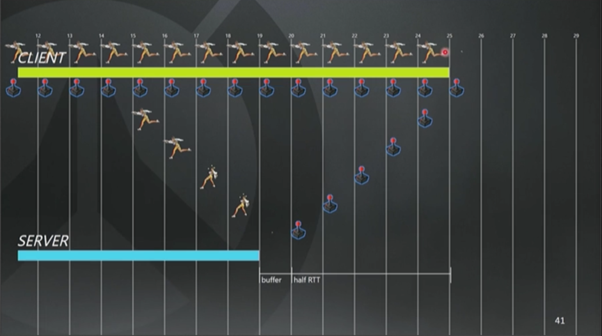 12 13 14 15 16 17 18 19 20 21 22 23 24 25 26 27 28 29
CLIENT
SERVER
buffer half RTT
41